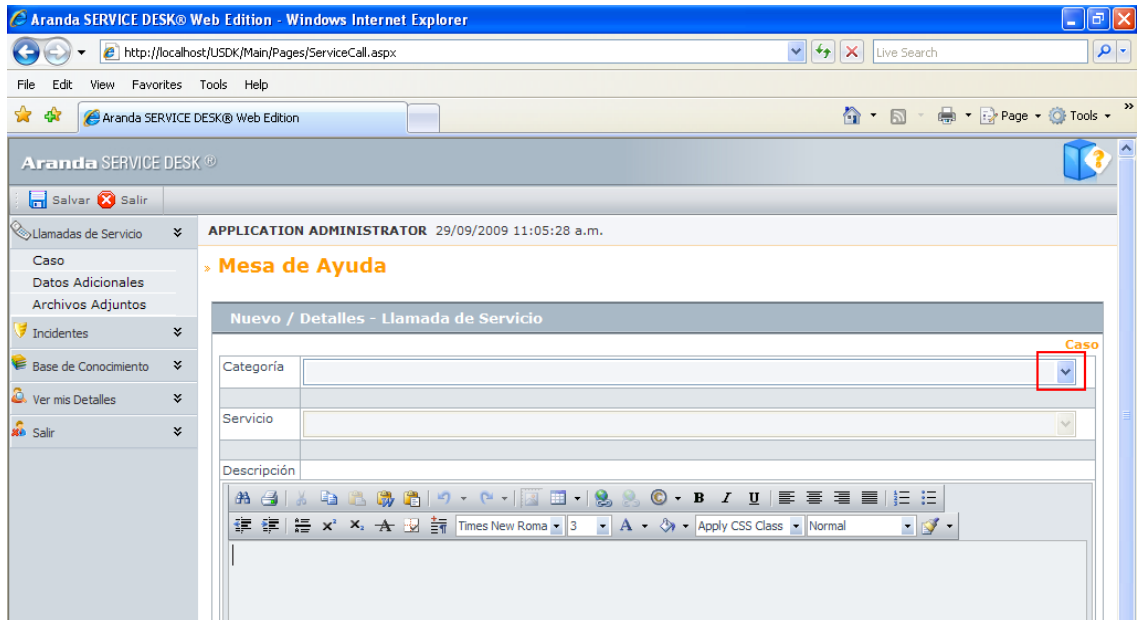 Aranda SERVICE DESK® Web Edition - Windows Internet Explorer
http://localhost/USDK/Main/Pages/ServiceCall.aspx
Live Search
File Edit View Favorites Tools Help
Aranda SERVICE DESK® Web Edition
Page Tools
Aranda SERVICE DESK ®
Salvar Salir
Llamadas de Servicio
APPLICATION ADMINISTRATOR 29/09/2009 11:05:28 a.m.
Caso
Datos Adicionales
Archivos Adjuntos
Incidentes
Base de Conocimiento
Ver mis Detalles
Salir
» Mesa de Ayuda
Nuevo / Detalles - Llamada de Servicio
Caso
Categoría
Servicio
Descripción
B I U
Times New Roma 3 A Apply CSS Class Normal